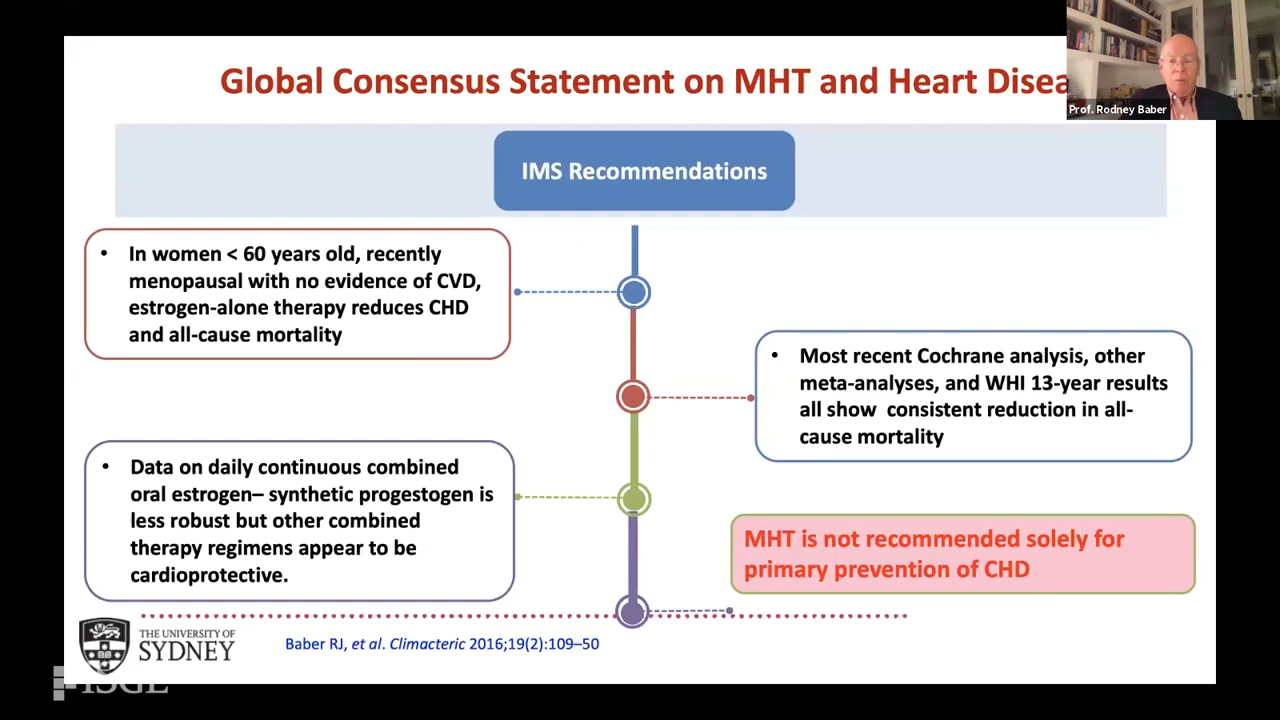 Global Consensus Statement on MHT and Heart Disea
Prof. Rodney Baber
IMS Recommendations
• In women < 60 years old, recently
menopausal with no evidence of CVD,
estrogen-alone therapy reduces CHD
and all-cause mortality
• Most recent Cochrane analysis, other
meta-analyses, and WHI 13-year results
all show consistent reduction in all-
cause mortality
• Data on daily continuous combined
oral estrogen– synthetic progestogen is
less robust but other combined
therapy regimens appear to be
cardioprotective.
MHT is not recommended solely for
primary prevention of CHD
THE UNIVERSITY OF
SYDNEY
Baber RJ, et al. Climacteric 2016;19(2):109–50